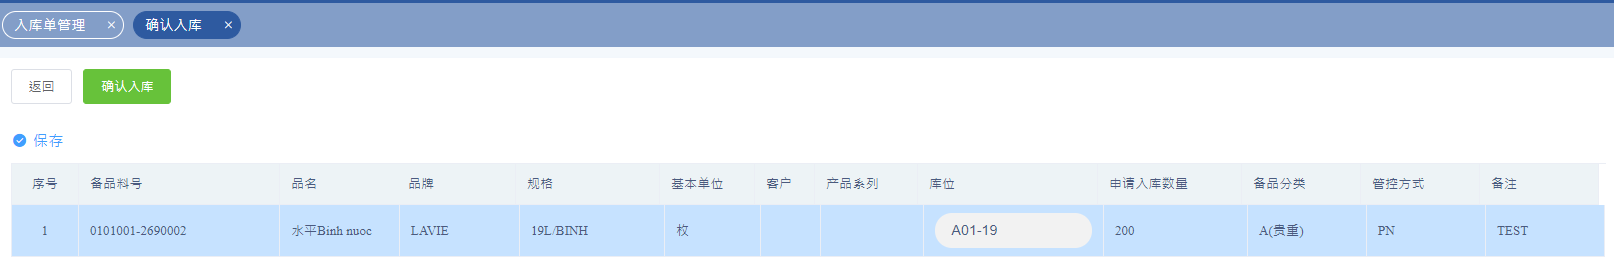 入库单管理 × 确认入库 ×
返回 确认入库
保存
序号 备品料号 品名 品牌 规格 基本单位 客户 产品系列 库位 申请入库数量 备品分类 管控方式 备注
1 0101001-2690002 水平Binh nuoc LAVIE 19L/BINH 枚 A01-19 200 A(贵重) PN TEST